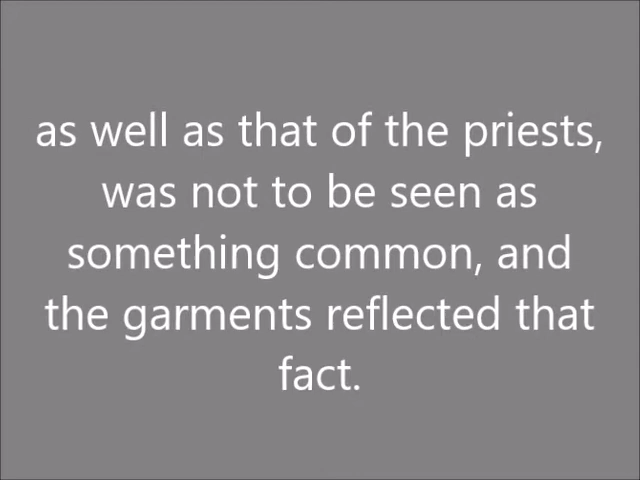 as well as that of the priests,
was not to be seen as
something common, and
the garments reflected that
fact.